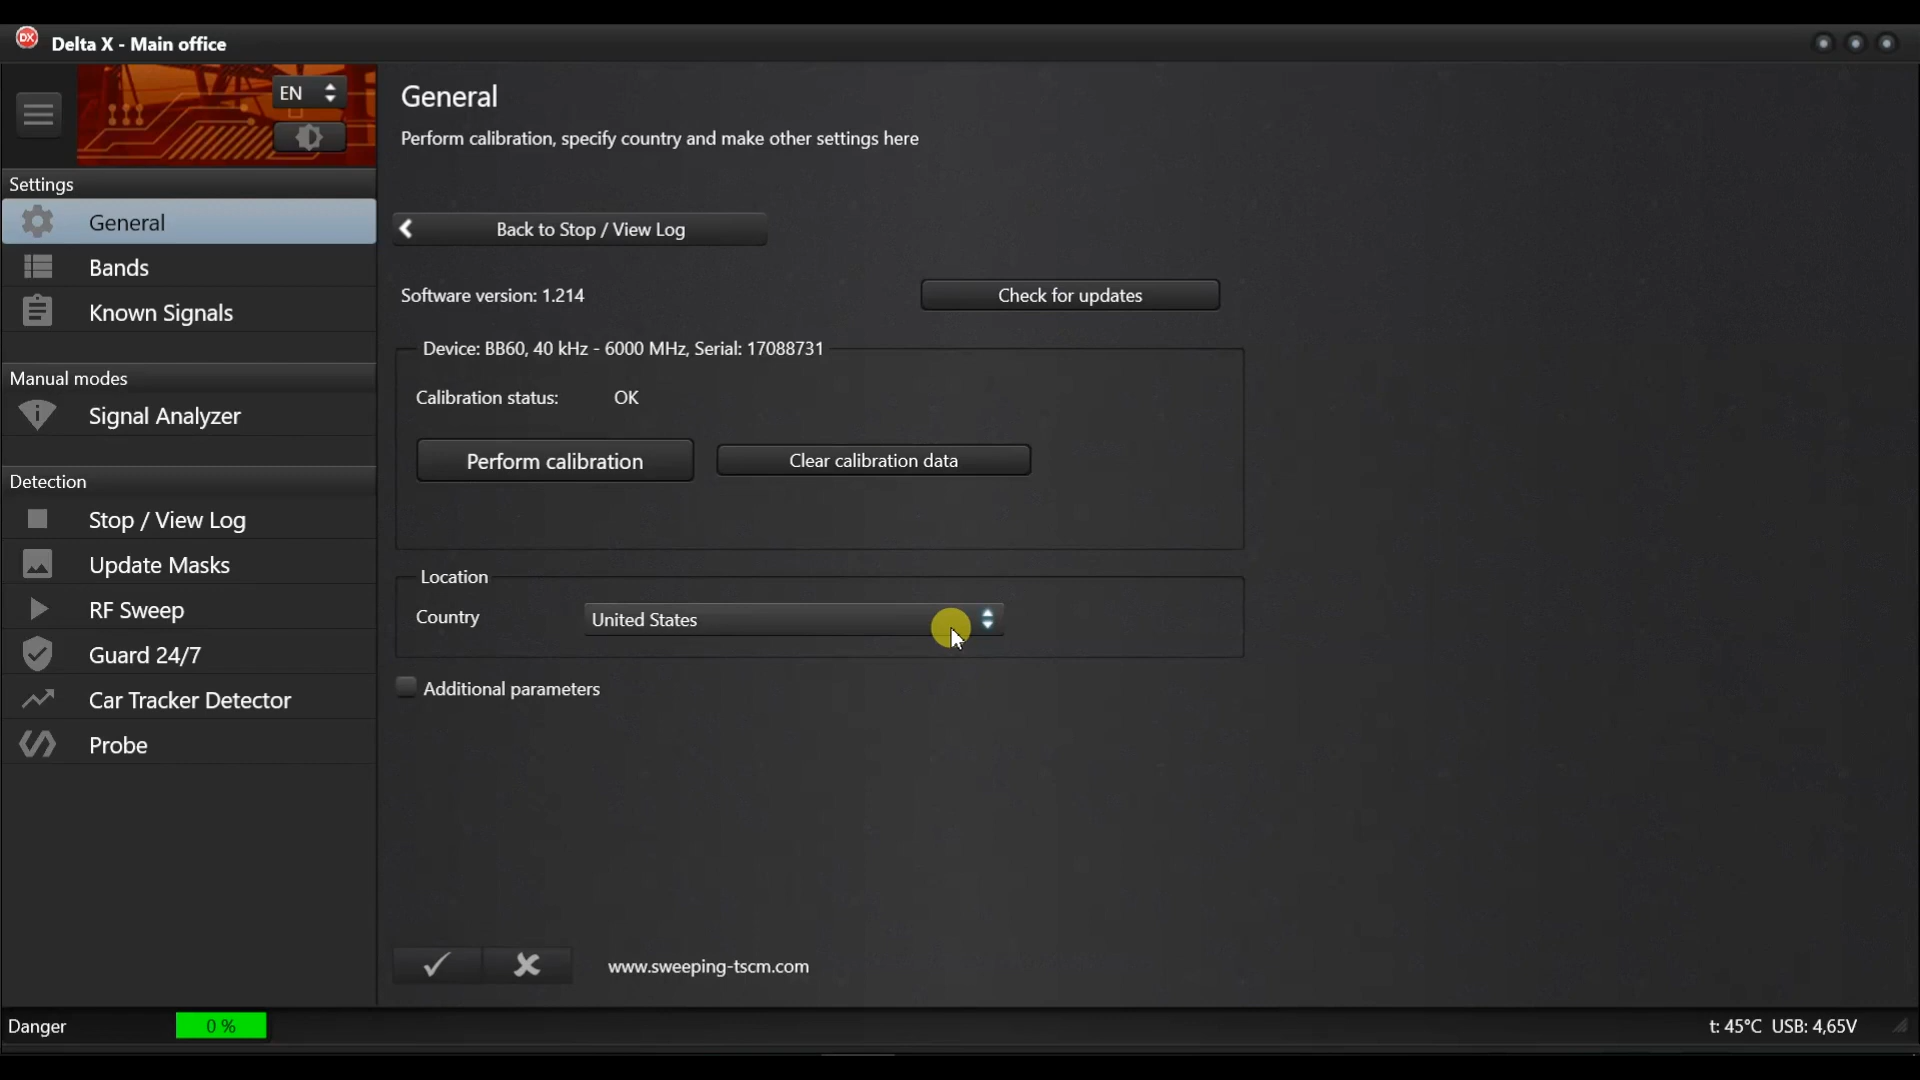 DX Delta X - Main office
EN
General
Perform calibration, specify country and make other settings here
Settings
General
Bands
Known Signals
Manual modes
Signal Analyzer
Detection
Stop / View Log
Update Masks
RF Sweep
Guard 24/7
Car Tracker Detector
Probe
Back to Stop / View Log
Software version: 1.214
Check for updates
Device: BB60, 40 kHz - 6000 MHz, Serial: 17088731
Calibration status: OK
Perform calibration
Clear calibration data
Location
Country
United States
Additional parameters
www.sweeping-tscm.com
Danger
0 %
t: 45°C USB: 4,65V